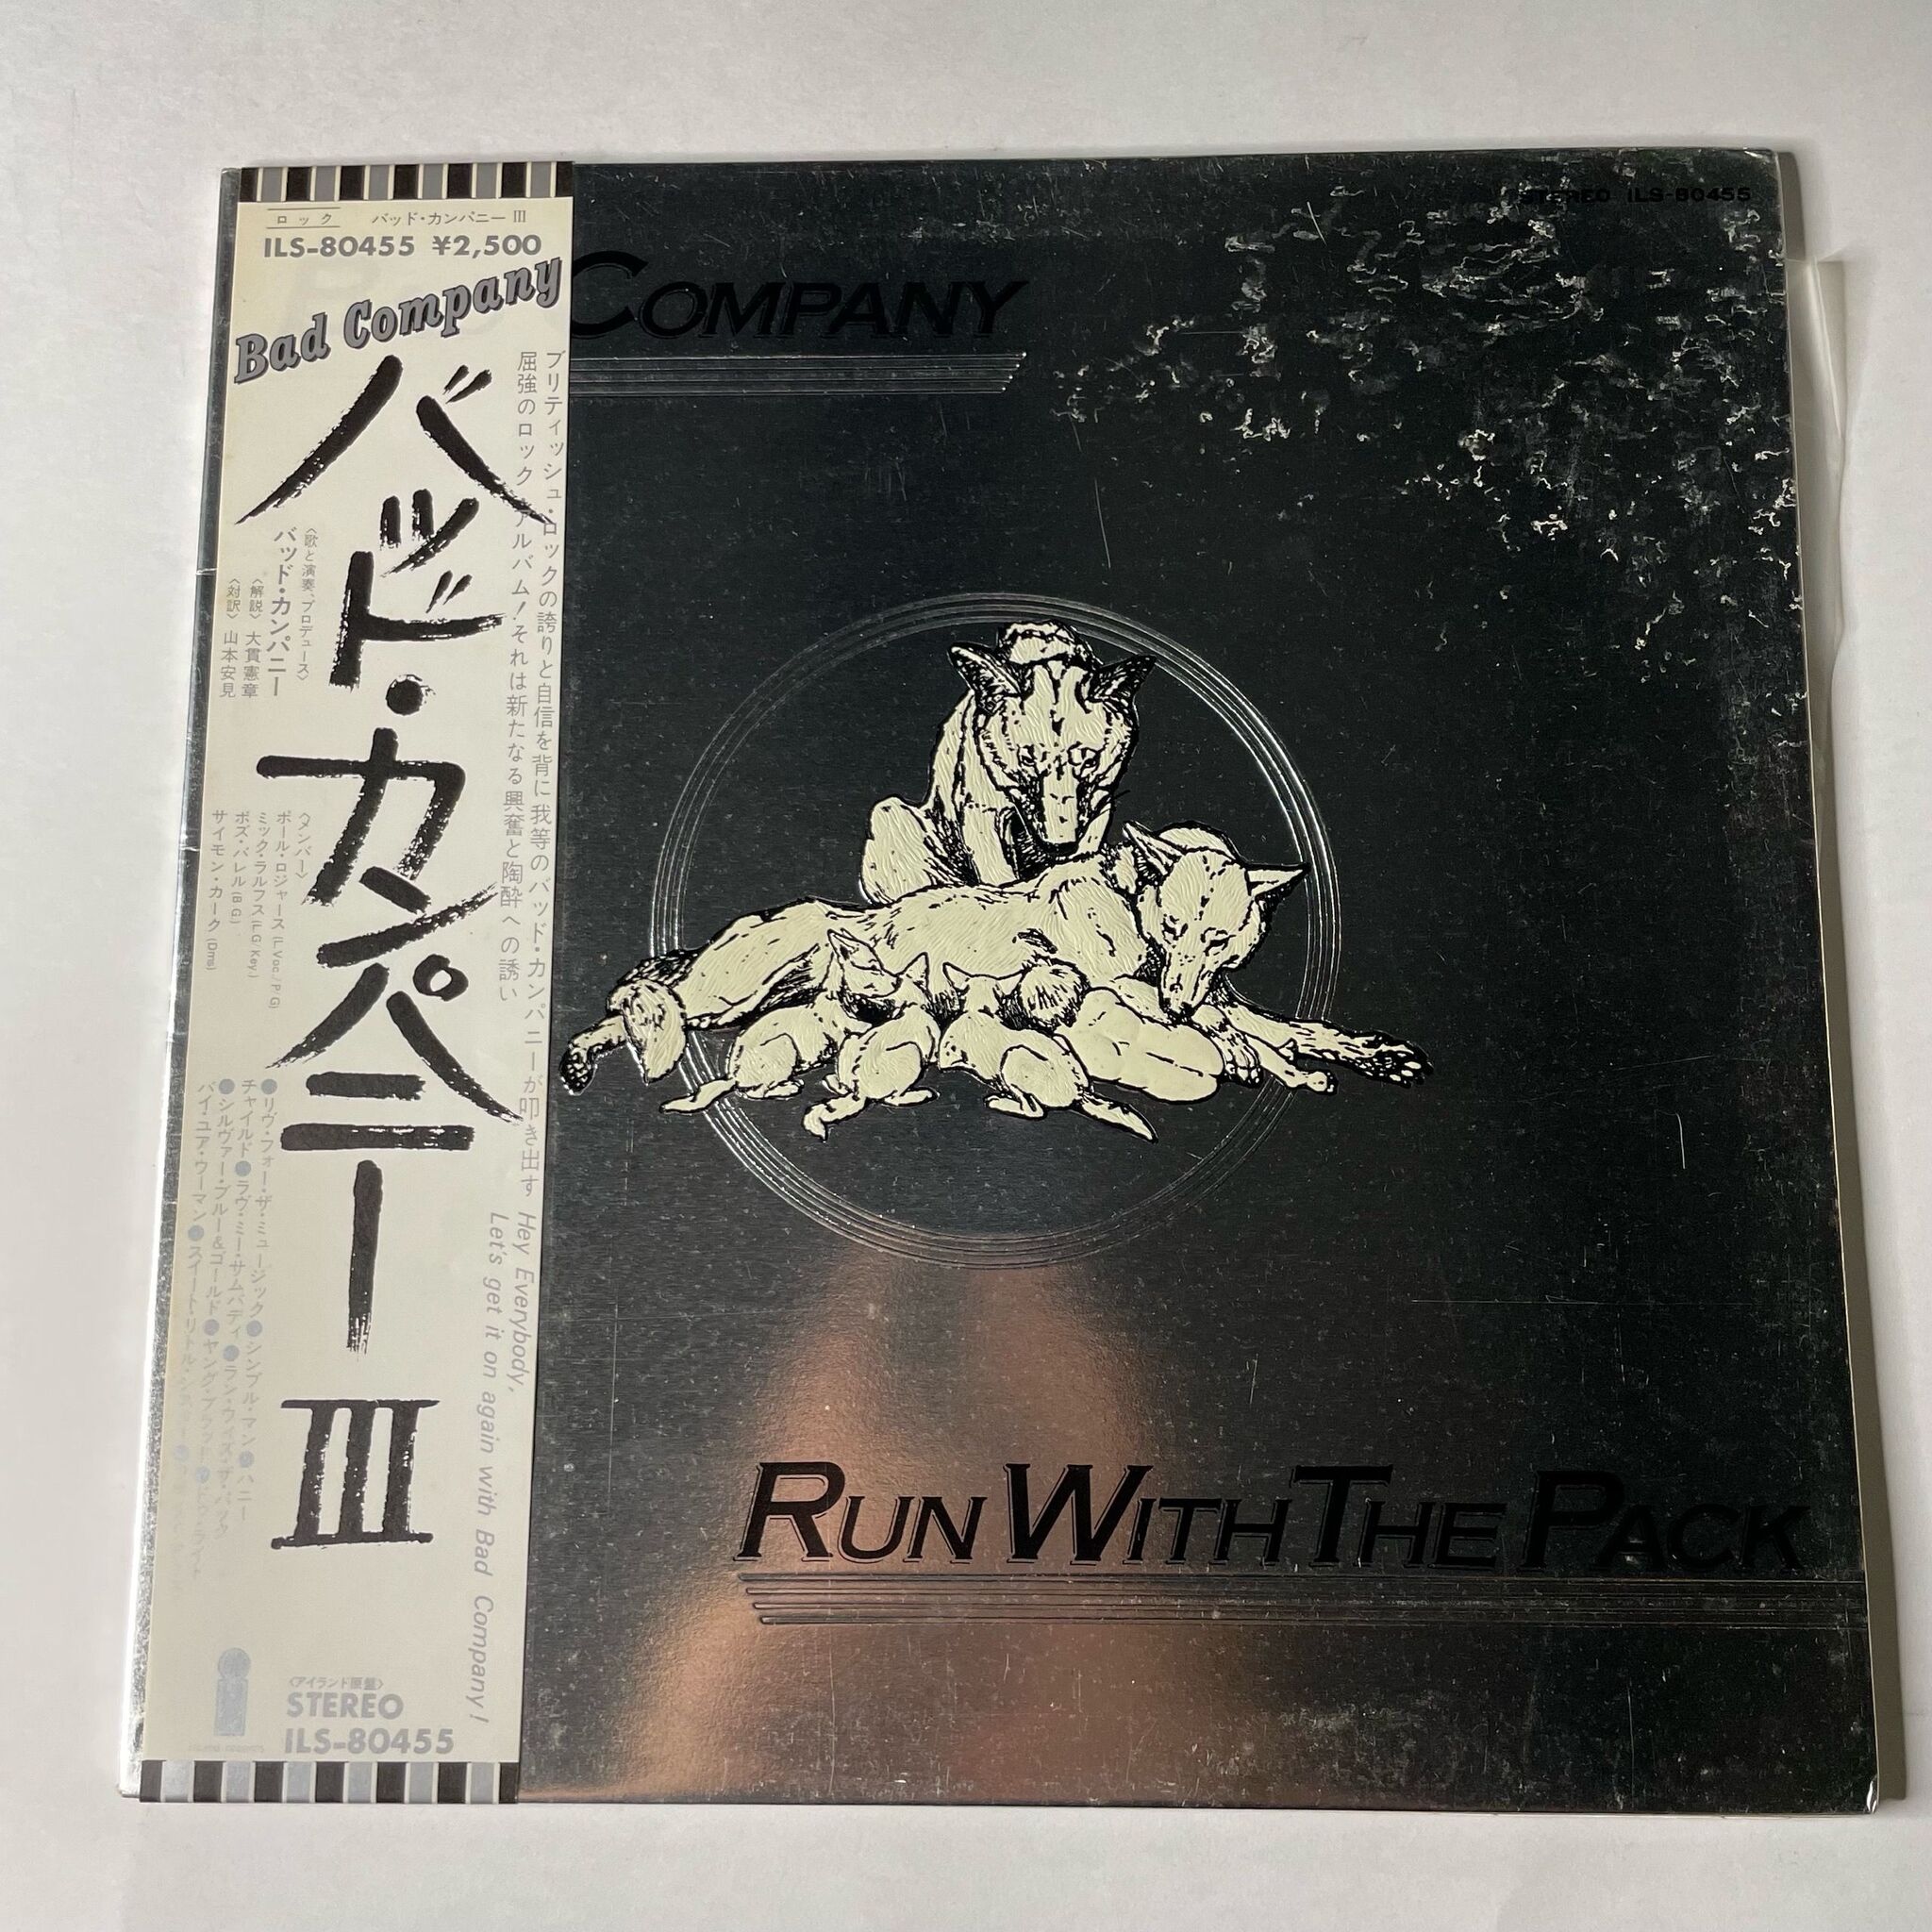 ロック
バッド・カンパニー III
ILS-80455 ¥2,500
Bad Company
バッド・カンパニー III
ブリティッシュ・ロックの誇りと自信を背に我等のバッド・カンパニーが叩き出す
屈強のロック アルバム!それは新たなる興奮と陶酔への誘い
Hey Everybody,
Let's get it on again with Bad Company!
〈歌と演奏、プロデュース〉
バッド・カンパニー
〈解説〉大貫憲章
〈対訳〉山本安見
〈メンバー〉
ポール・ロジャース(L.Voc./P.G)
ミック・ラルフス(L.G/Key)
ボズ・バレル(B.G)
サイモン・カーク(Dms)
●リヴ・フォー・ザ・ミュージック●シンプル・マン●ハニー
チャイルド●ラヴ・ミー・サムバディ●ラン・ウィズ・ザ・パック
●シルヴァー・ブルー&ゴールド●ヤング・ブラッド
バイ・ユア・ウーマン●スイート・リトル
〈アイランド原盤〉
STEREO
ILS-80455
STEREO ILS-80455
COMPANY
RUN WITH THE PACK